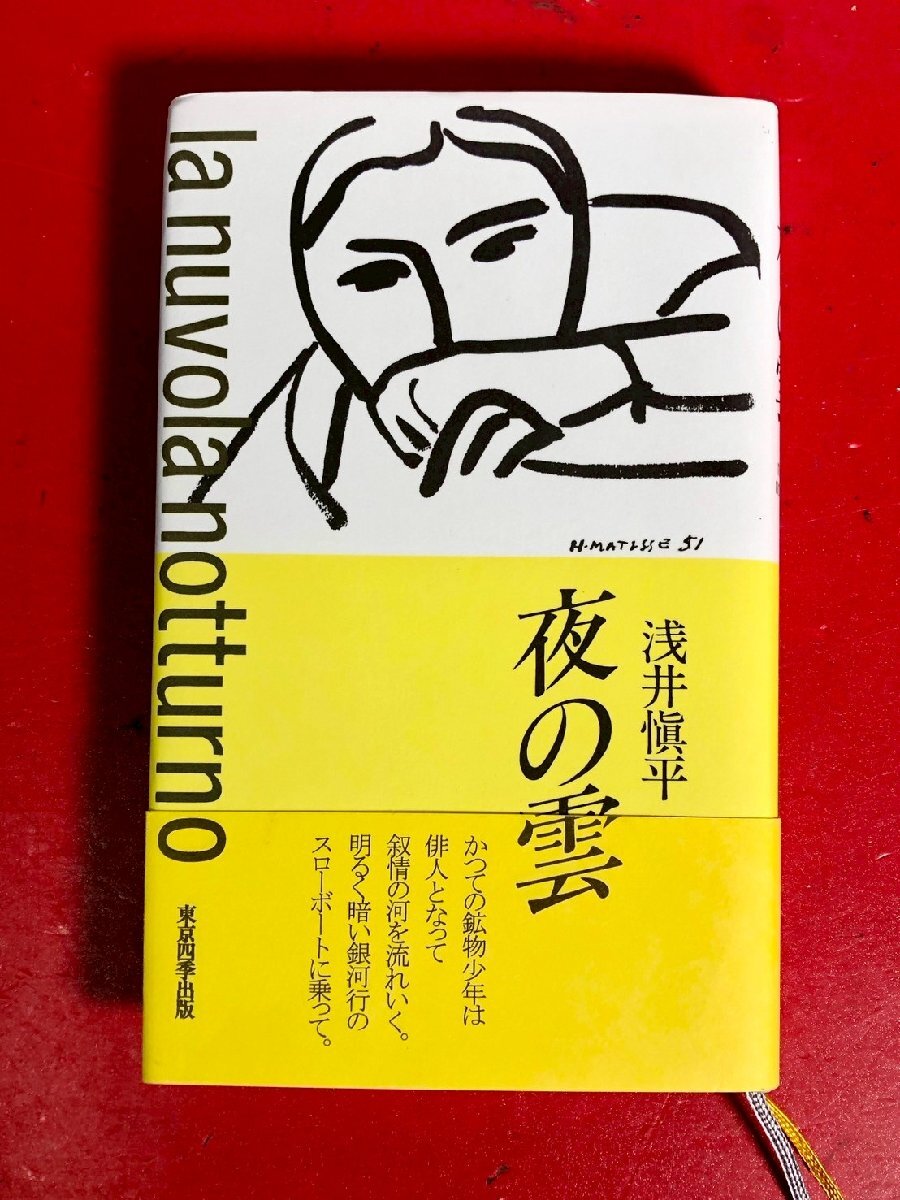 la nuvola notturno
H.MATISSE 51
浅井愼平
夜の雲
かつての鉱物少年は
俳人となって
叙情の河を流れいく。
明るく暗い銀河行の
スローボートに乗って。
東京四季出版